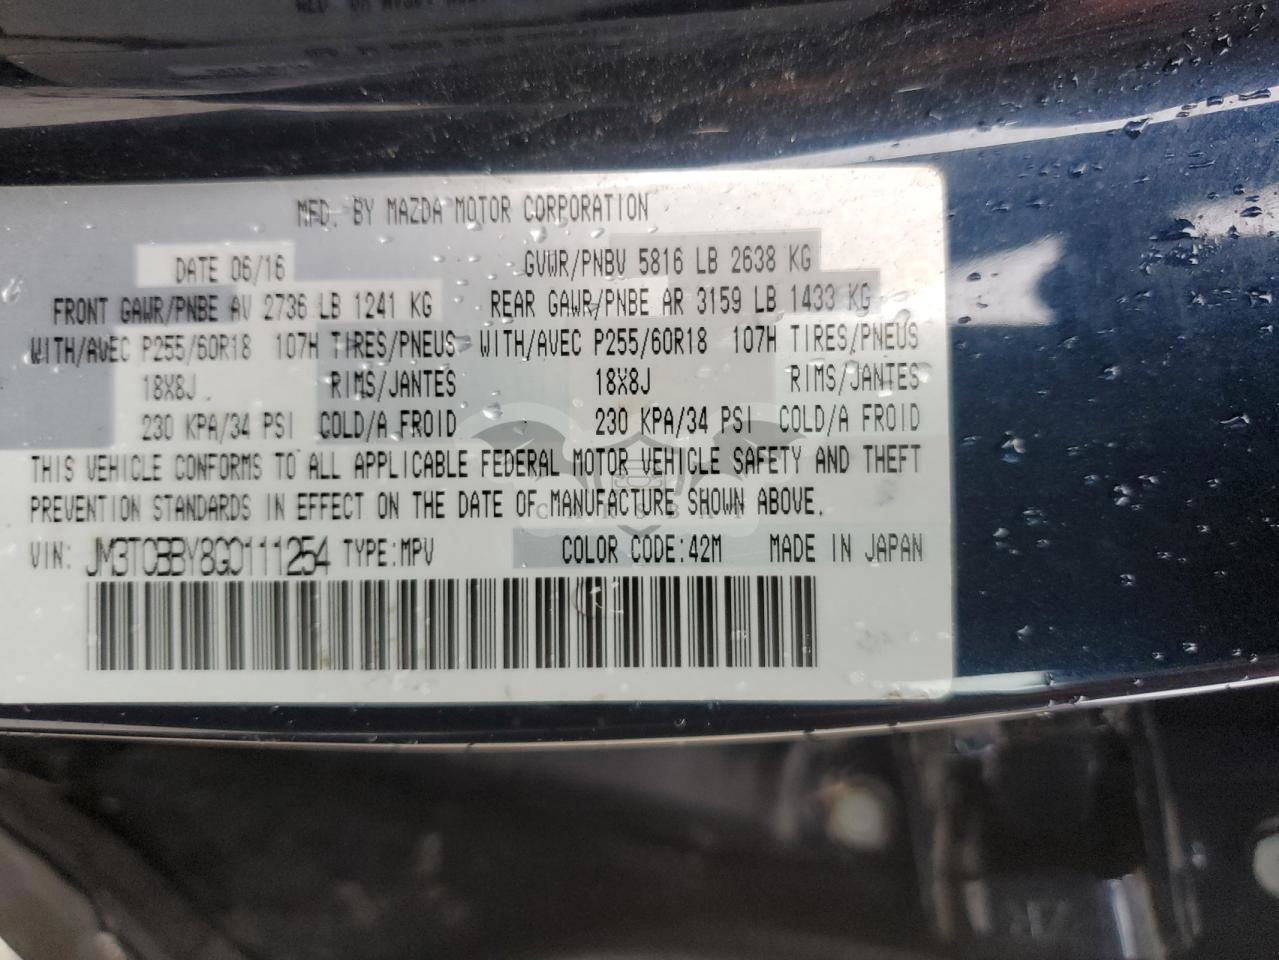 MFD. BY MAZDA MOTOR CORPORATION
DATE 06/16 GVWR/PNBV 5816 LB 2638 KG
FRONT GAWR/PNBE AV 2736 LB 1241 KG REAR GAWR/PNBE AR 3159 LB 1433 KG
WITH/AVEC P255/60R18 107H TIRES/PNEUS WITH/AVEC P255/60R18 107H TIRES/PNEUS
18X8J RIMS/JANTES 18X8J RIMS/JANTES
230 KPA/34 PSI COLD/A FROID 230 KPA/34 PSI COLD/A FROID
THIS VEHICLE CONFORMS TO ALL APPLICABLE FEDERAL MOTOR VEHICLE SAFETY AND THEFT
PREVENTION STANDARDS IN EFFECT ON THE DATE OF MANUFACTURE SHOWN ABOVE.
VIN: JM3TCBBY8G0111254 TYPE:MPV COLOR CODE:42M MADE IN JAPAN